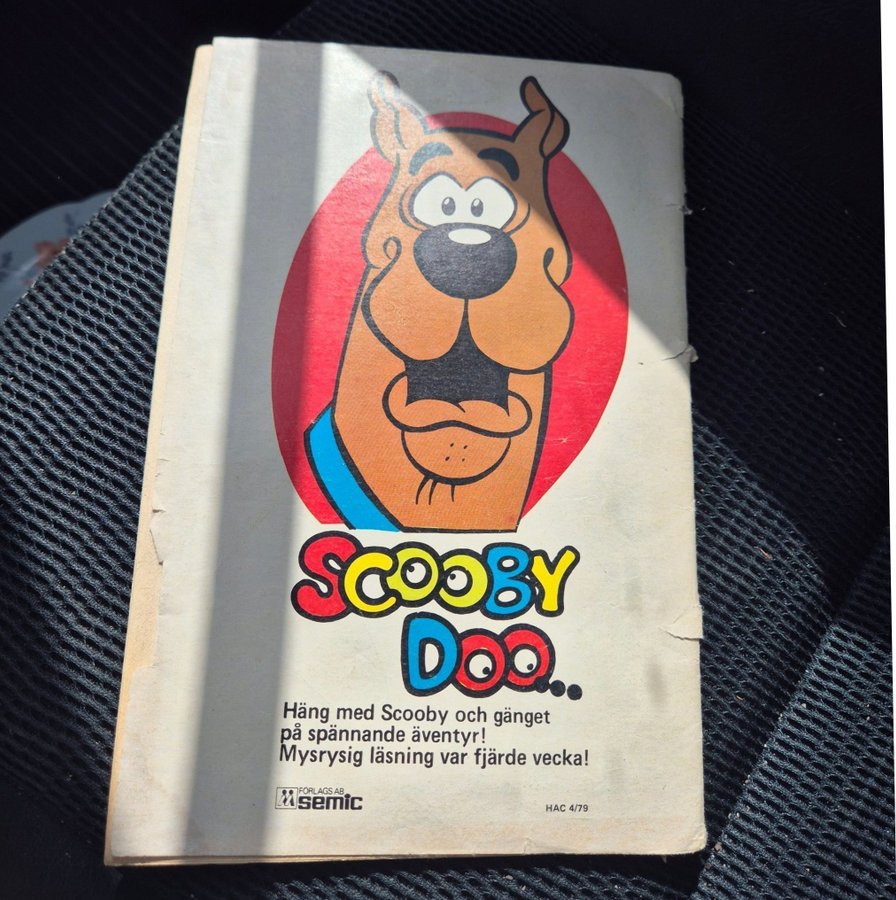 SCOOBY
DOO...
Häng med Scooby och gänget
på spännande äventyr!
Mysrysig läsning var fjärde vecka!
FÖRLAGS AB
semic
HAC 4/79